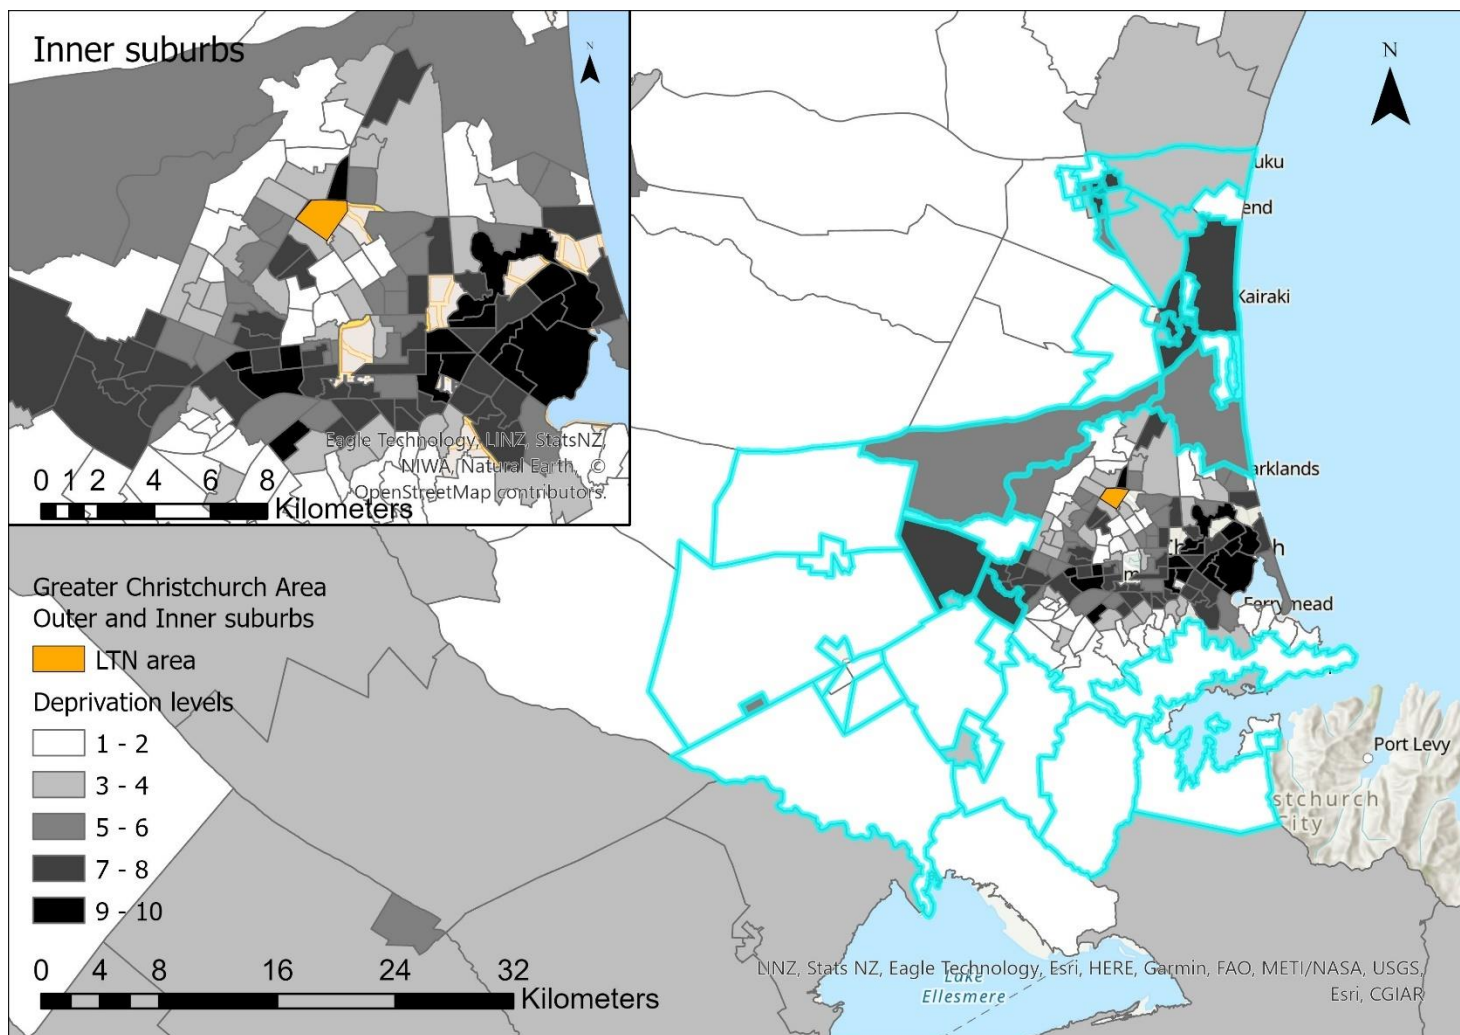 Inner suburbs
N
Eagle Technology, LINZ, StatsNZ,
NIWA, Natural Earth, ©
OpenStreetMap contributors.
0 1 2 4 6 8
Kilometers
N
uku
end
Kairaki
arklands
Ch
h
m
Ferrymead
Port Levy
stchurch
City
Greater Christchurch Area
Outer and Inner suburbs
LTN area
Deprivation levels
1 - 2
3 - 4
5 - 6
7 - 8
9 - 10
0 4 8 16 24 32
Kilometers
Lake
Ellesmere
LINZ, Stats NZ, Eagle Technology, Esri, HERE, Garmin, FAO, METI/NASA, USGS,
Esri, CGIAR